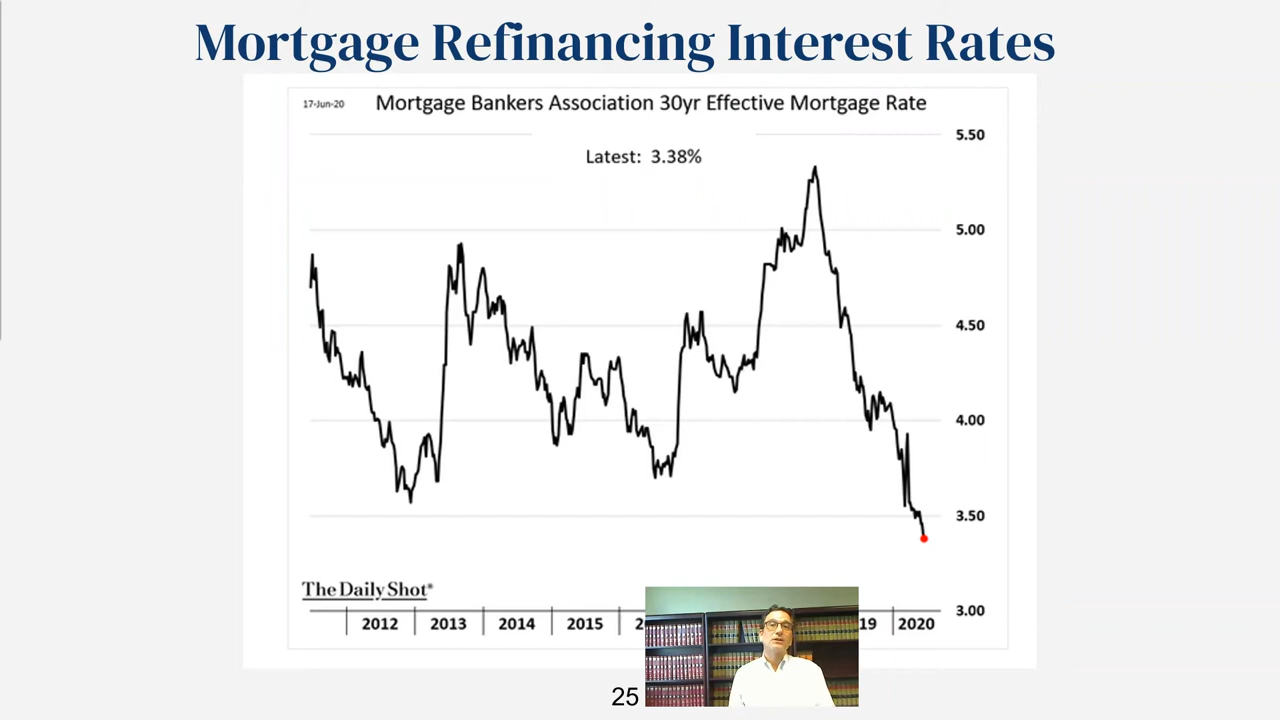 Mortgage Refinancing Interest Rates
17-Jun-20
Mortgage Bankers Association 30yr Effective Mortgage Rate
5.50
Latest: 3.38%
5.00
4.50
4.00
3.50
The Daily Shot®
3.00
2012 2013 2014 2015 2 19 2020
25